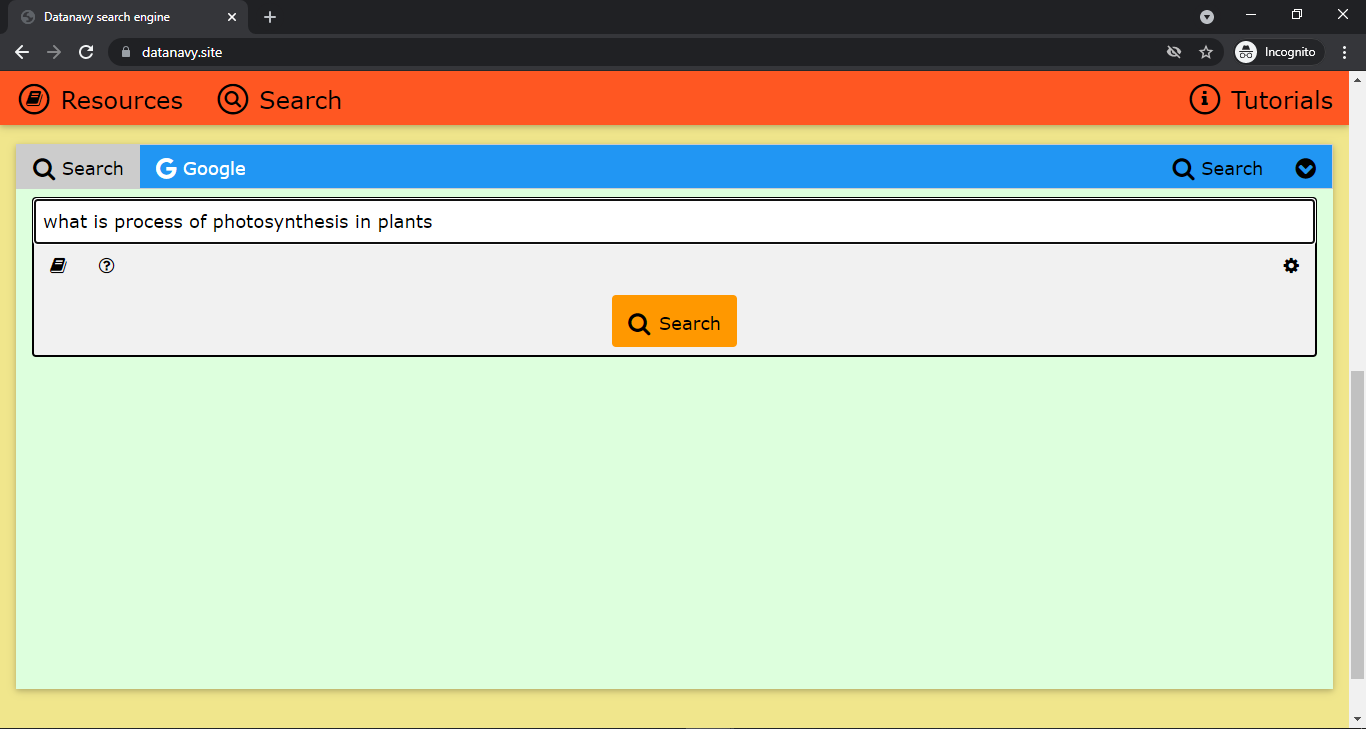 Datanavy search engine
datanavy.site
Incognito
Resources Search Tutorials
Search Google Search
what is process of photosynthesis in plants
Search